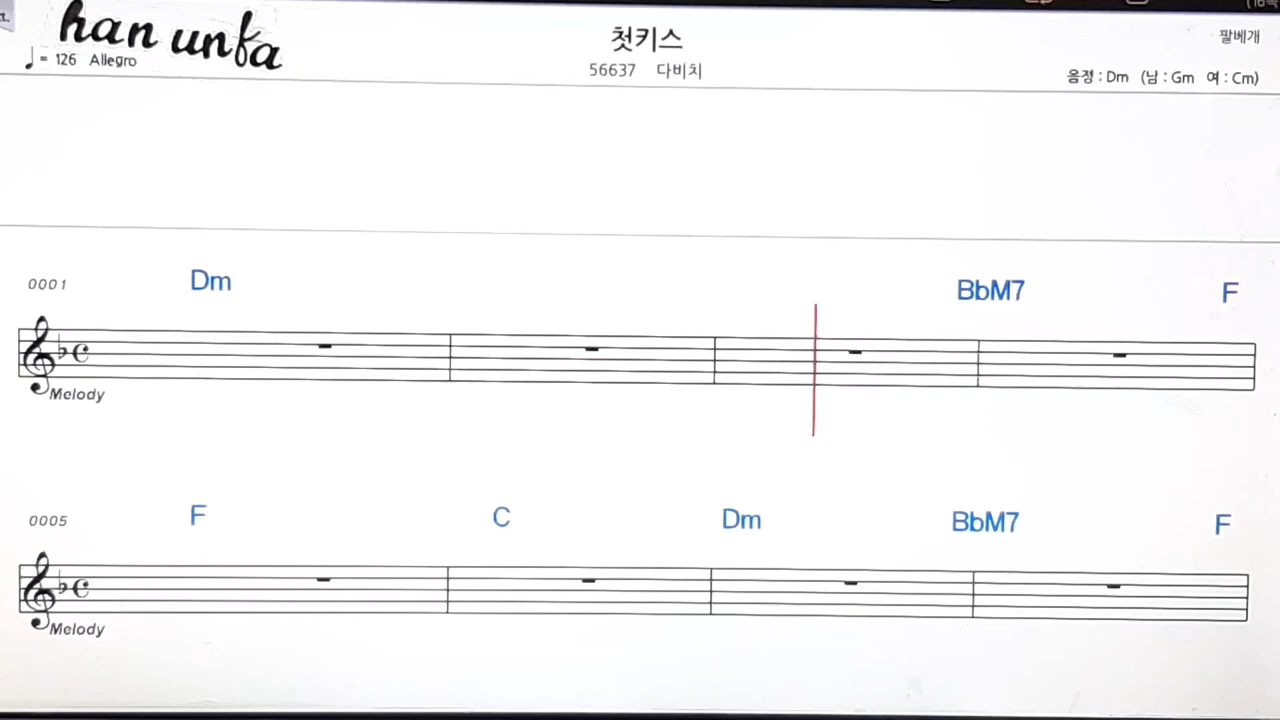 han unfa
첫키스
팔베개
♩ = 126 Allegro
56637 다비치
음정 : Dm (남 : Gm 여 : Cm)
0001 Dm BbM7 F
Melody
0005 F C Dm BbM7 F
Melody